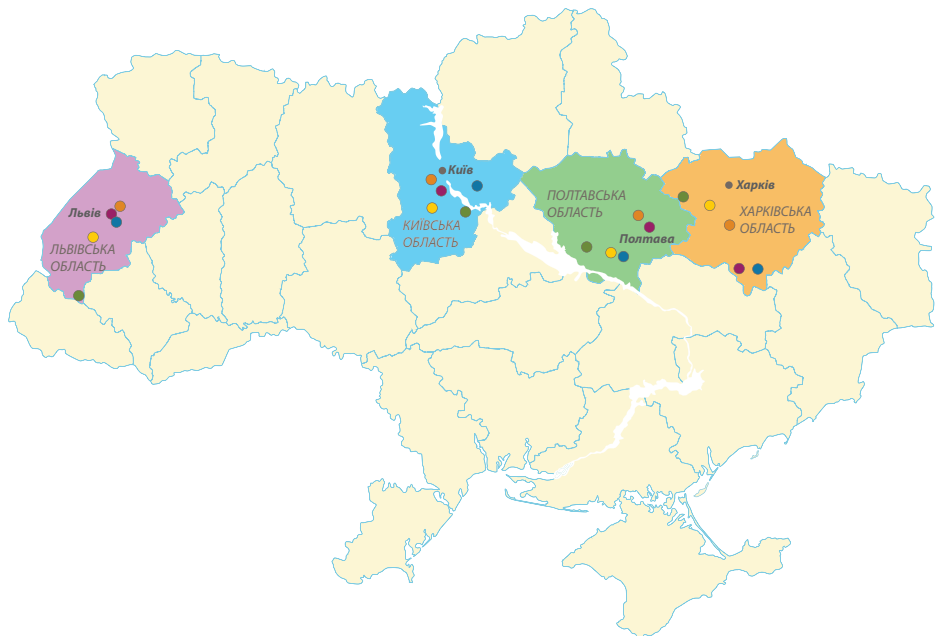 Львів
ЛЬВІВСЬКА
ОБЛАСТЬ
Київ
КИЇВСЬКА
ОБЛАСТЬ
ПОЛТАВСЬКА
ОБЛАСТЬ
Полтава
Харків
ХАРКІВСЬКА
ОБЛАСТЬ